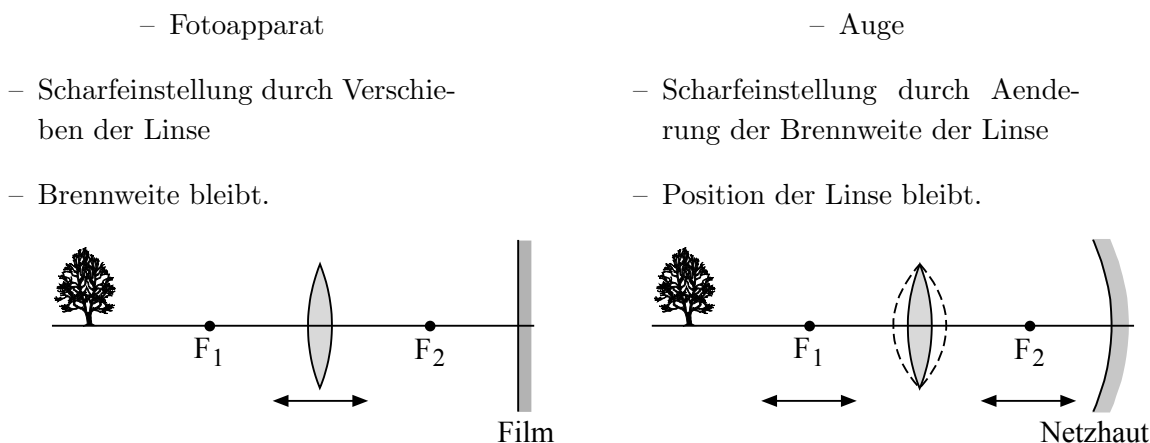 – Fotoapparat
– Scharfeinstellung durch Verschie-
ben der Linse
– Brennweite bleibt.
F1
F2
Film
– Auge
– Scharfeinstellung durch Aende-
rung der Brennweite der Linse
– Position der Linse bleibt.
F1
F2
Netzhaut